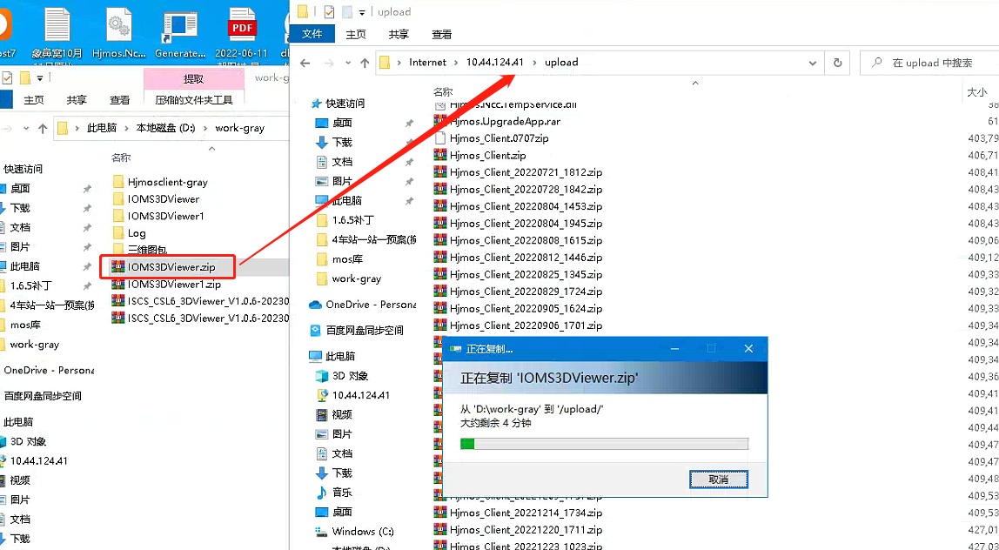 PDF
象鼻窝10月
Hjmos.Nc...
Generate...
2022-06-11
提取
work-g
主页
共享
查看
压缩的文件夹工具
此电脑
本地磁盘 (D:)
work-gray
名称
快速访问
桌面
下载
文档
图片
此电脑
1.6.5补丁
4车站一站一预案(
mos库
work-gray
OneDrive - Persona
百度网盘同步空间
此电脑
3D 对象
10.44.124.41
视频
图片
文档
下载
Hjmosclient-gray
IOMS3DViewer
IOMS3DViewer1
Log
三维图包
IOMS3DViewer.zip
IOMS3DViewer1.zip
ISCS_CSL6_3DViewer_V1.0.6-20230
ISCS_CSL6_3DViewer_V1.0.6-20230
upload
文件
主页
共享
查看
Internet
10.44.124.41
upload
在 upload 中搜索
快速访问
桌面
下载
文档
图片
此电脑
1.6.5补丁
4车站一站一预案(
mos库
work-gray
OneDrive - Persona
百度网盘同步空间
此电脑
3D 对象
10.44.124.41
视频
图片
文档
下载
音乐
桌面
Windows (C:)
本地磁盘 (D:)
名称
大小
Hjmos.Ncc.TempService.dll
38
Hjmos.UpgradeApp.rar
61
Hjmos_Client.0707zip
403,79
Hjmos_Client.zip
406,71
Hjmos_Client_20220721_1812.zip
408,41
Hjmos_Client_20220728_1842.zip
408,43
Hjmos_Client_20220804_1453.zip
408,43
Hjmos_Client_20220804_1945.zip
408,43
Hjmos_Client_20220808_1615.zip
409,08
Hjmos_Client_20220812_1446.zip
409,12
Hjmos_Client_20220825_1345.zip
409,33
Hjmos_Client_20220829_1724.zip
409,32
Hjmos_Client_20220905_1624.zip
409,33
Hjmos_Client_20220906_1701.zip
409,34
409,34
409,34
409,36
409,41
409,41
409,44
409,47
409,47
409,48
409,53
Hjmos_Client_20221214_1734.zip
409,53
Hjmos_Client_20221220_1711.zip
427,01
Hjmos_Client_20221223_1023.zip
427,03
正在复制...
正在复制 'IOMS3DViewer.zip'
从 'D:\work-gray' 到 '/upload/'
大约剩余 4 分钟
取消